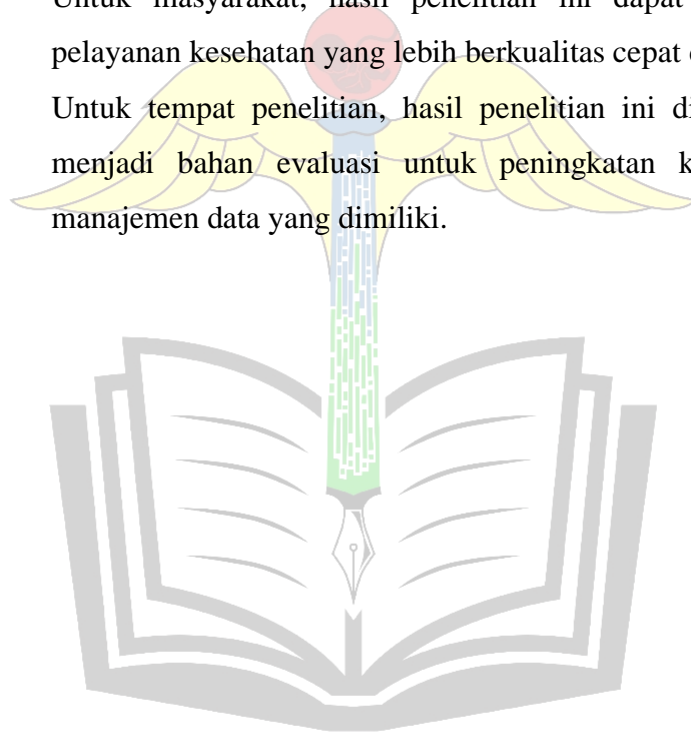 Untuk masyarakat, hasil penelitian ini dapat
pelayanan kesehatan yang lebih berkualitas cepat
Untuk tempat penelitian, hasil penelitian ini
menjadi bahan evaluasi untuk peningkatan
manajemen data yang dimiliki.